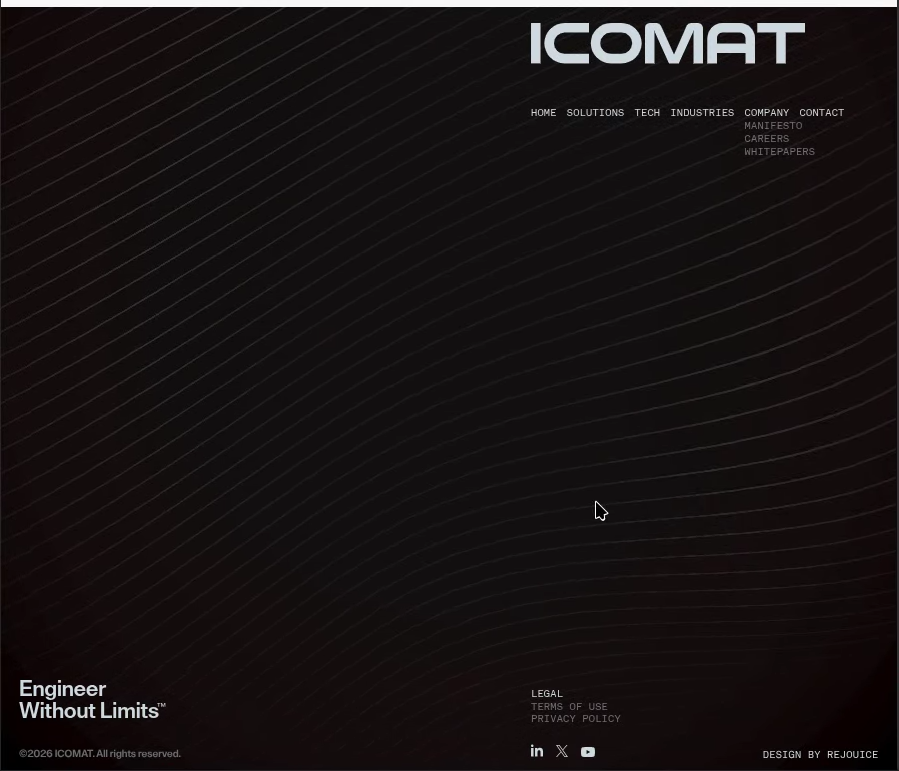 ICOMAT
HOME SOLUTIONS TECH INDUSTRIES COMPANY CONTACT
MANIFESTO
CAREERS
WHITEPAPERS
Engineer
Without Limits™
©2026 ICOMAT. All rights reserved.
LEGAL
TERMS OF USE
PRIVACY POLICY
in X
DESIGN BY REJOUICE